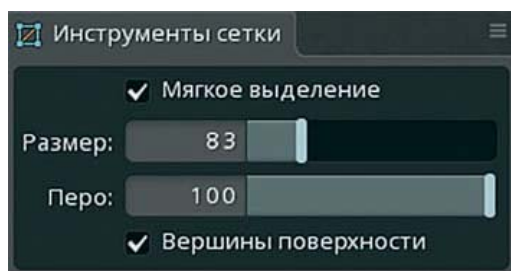 Инструменты сетки
Мягкое выделение
Размер: 83
Перо: 100
Вершины поверхности